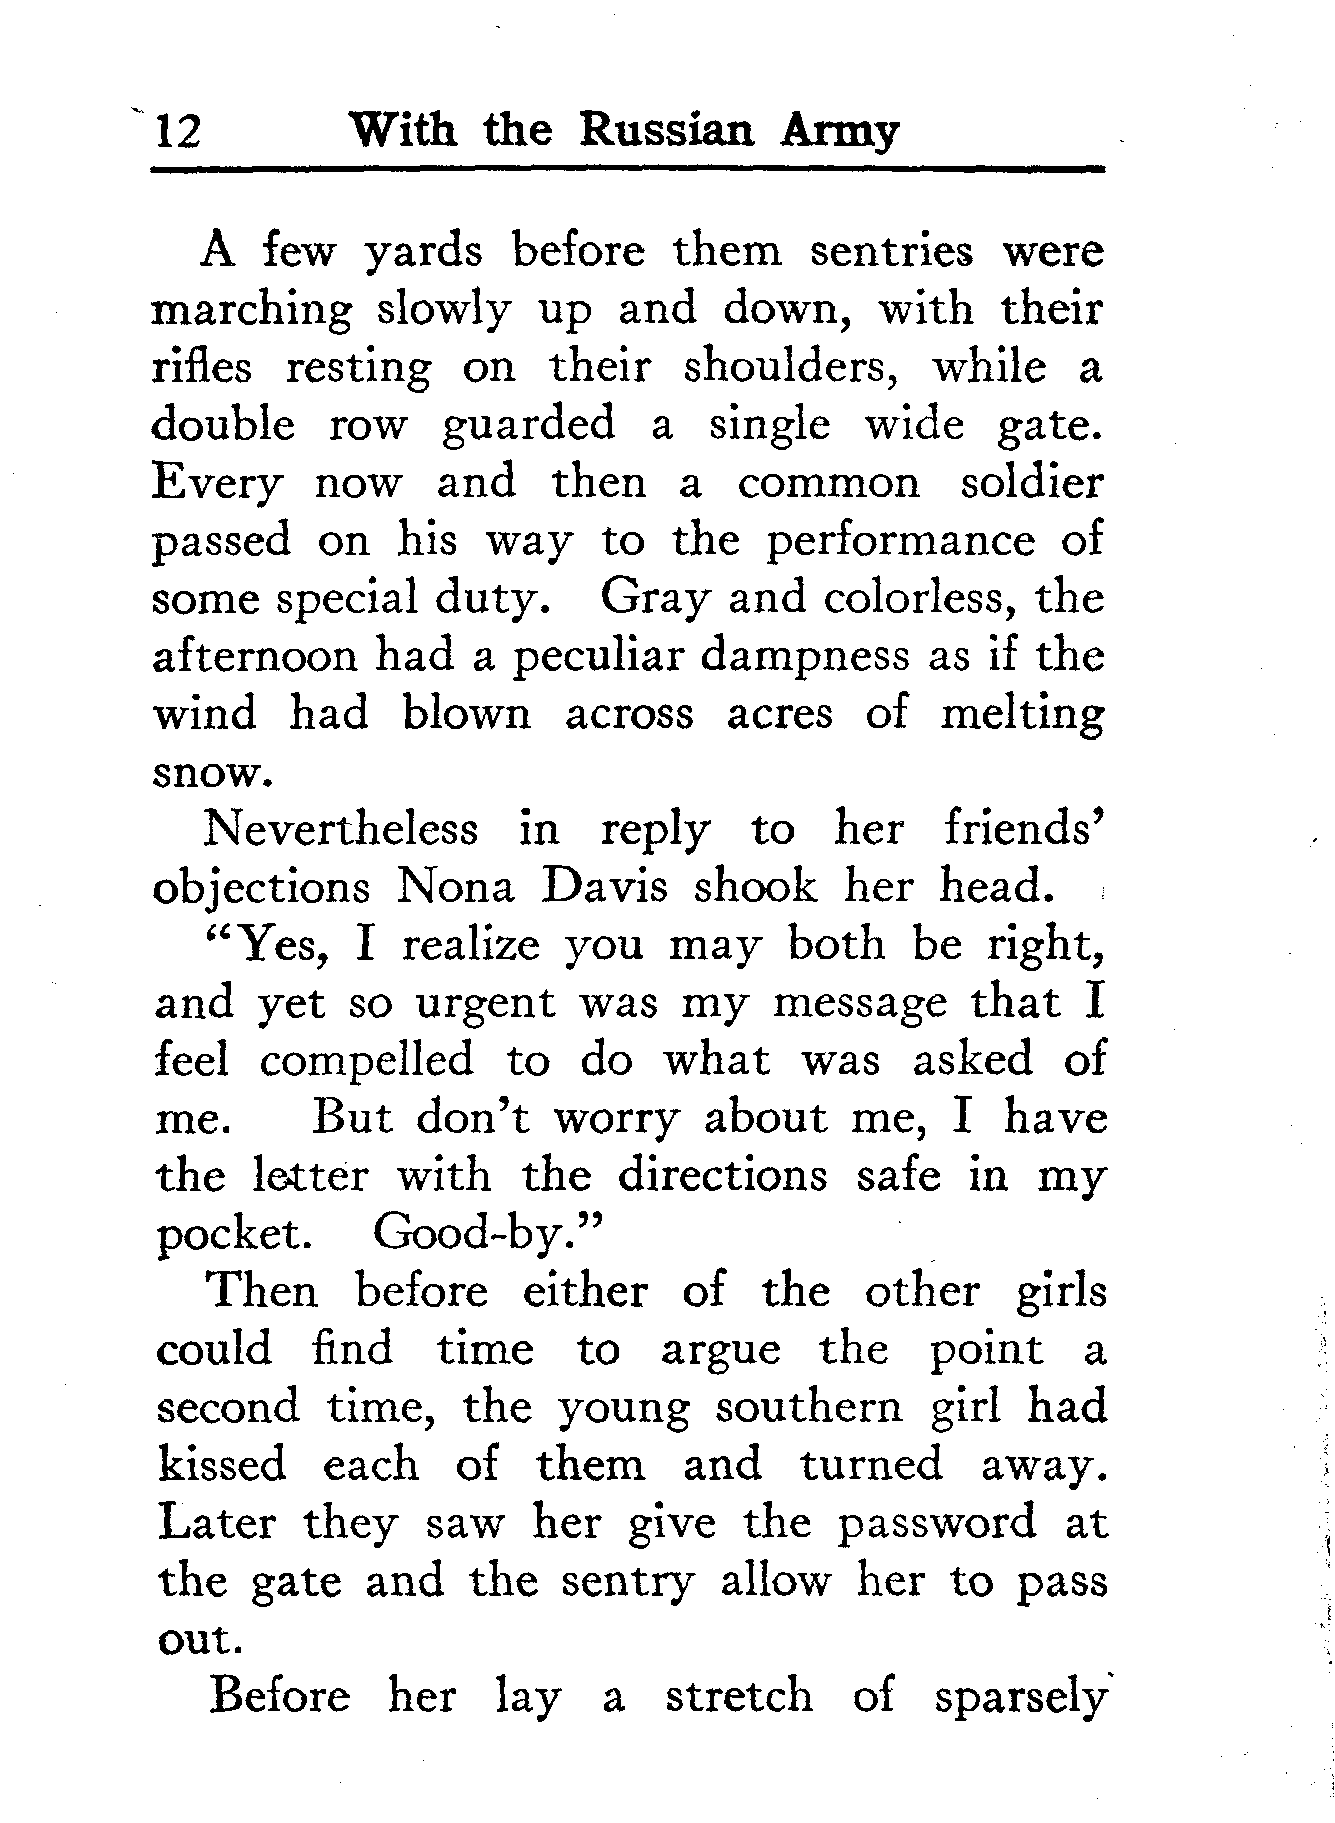 12 With the Russian Army
A few yards before them sentries were
marching slowly up and down, with their
rifles resting on their shoulders, while a
double row guarded a single wide gate.
Every now and then a common soldier
passed on his way to the performance of
some special duty. Gray and colorless, the
afternoon had a peculiar dampness as if the
wind had blown across acres of melting
snow.
Nevertheless in reply to her friends’
objections Nona Davis shook her head.
“Yes, I realize you may both be right,
and yet so urgent was my message that I
feel compelled to do what was asked of
me. But don’t worry about me, I have
the letter with the directions safe in my
pocket. Good-by.”
Then before either of the other girls
could find time to argue the point a
second time, the young southern girl had
kissed each of them and turned away.
Later they saw her give the password at
the gate and the sentry allow her to pass
out.
Before her lay a stretch of sparsely